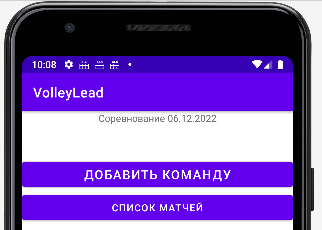 10:08
VolleyLead
Соревнование 06.12.2022
ДОБАВИТЬ КОМАНДУ
СПИСОК МАТЧЕЙ